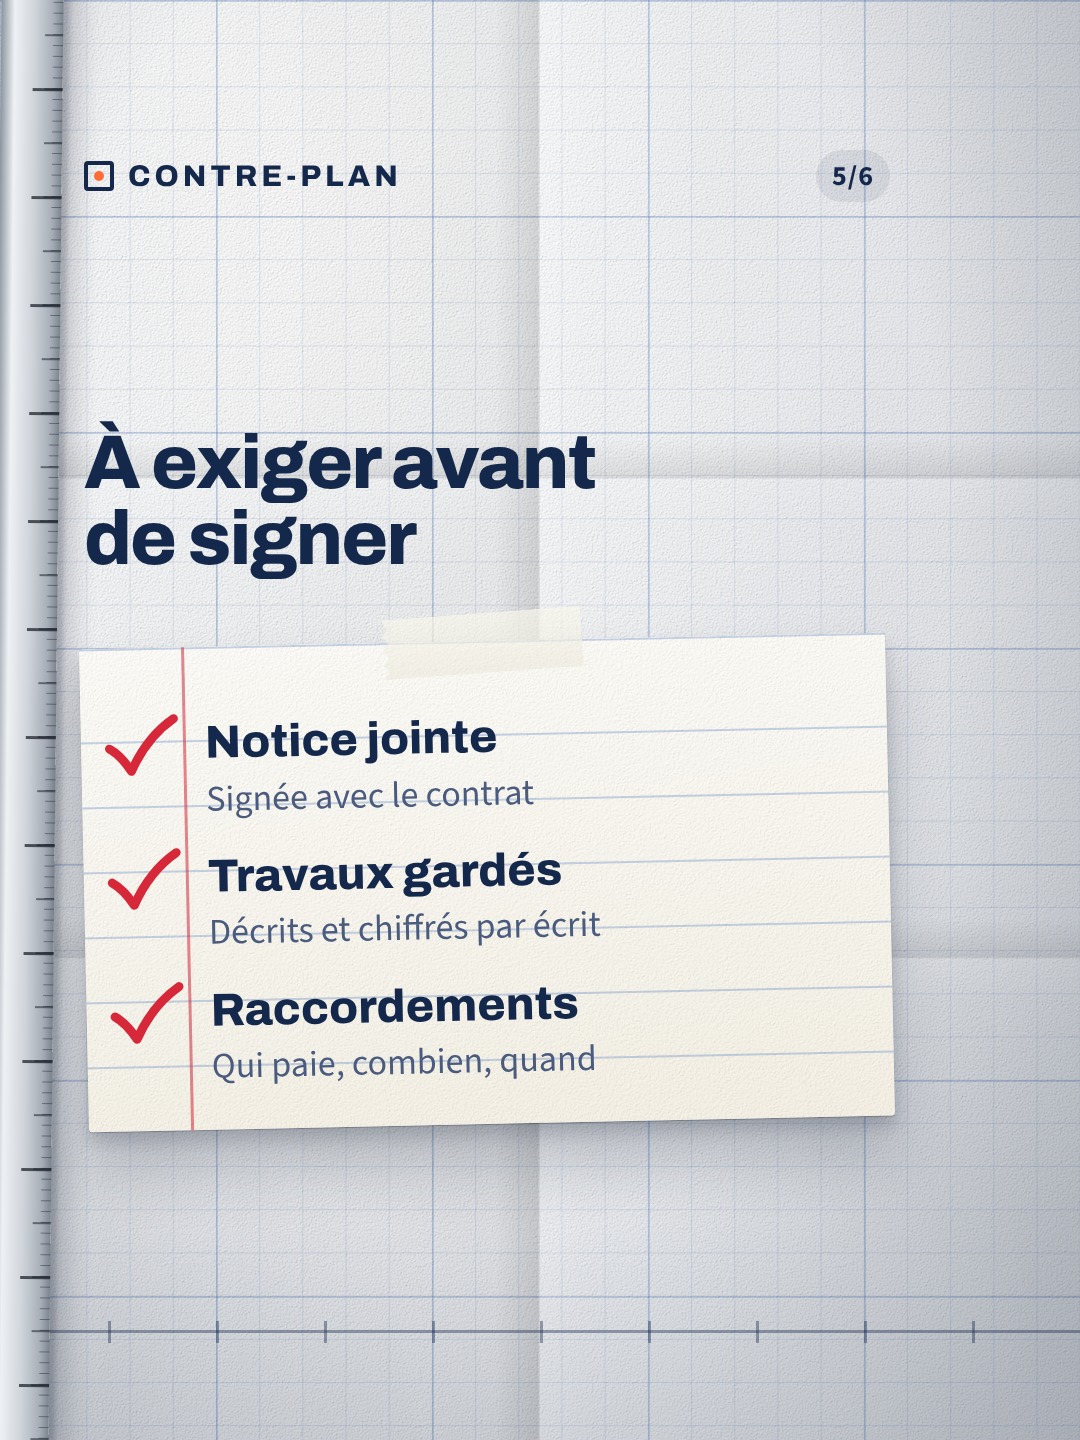 CONTRE-PLAN
5/6
À exiger avant
de signer
Notice jointe
Signée avec le contrat
Travaux gardés
Décrits et chiffrés par écrit
Raccordements
Qui paie, combien, quand